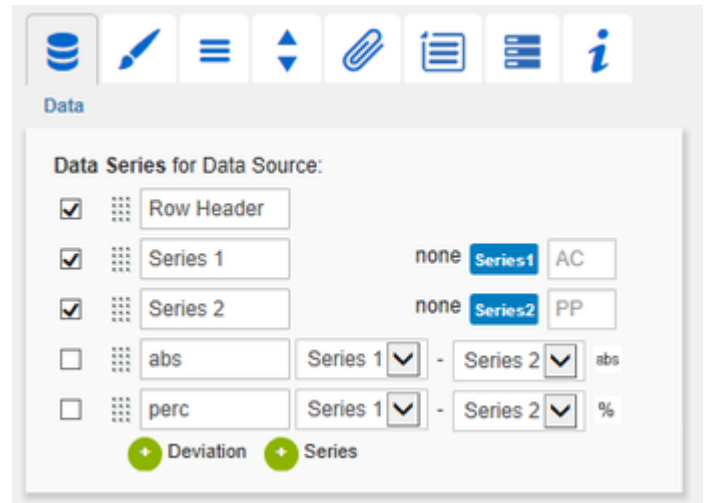 Data
Data Series for Data Source:
Row Header
Series 1 none Series1 AC
Series 2 none Series2 PP
abs Series 1 - Series 2 abs
perc Series 1 - Series 2 %
+ Deviation + Series